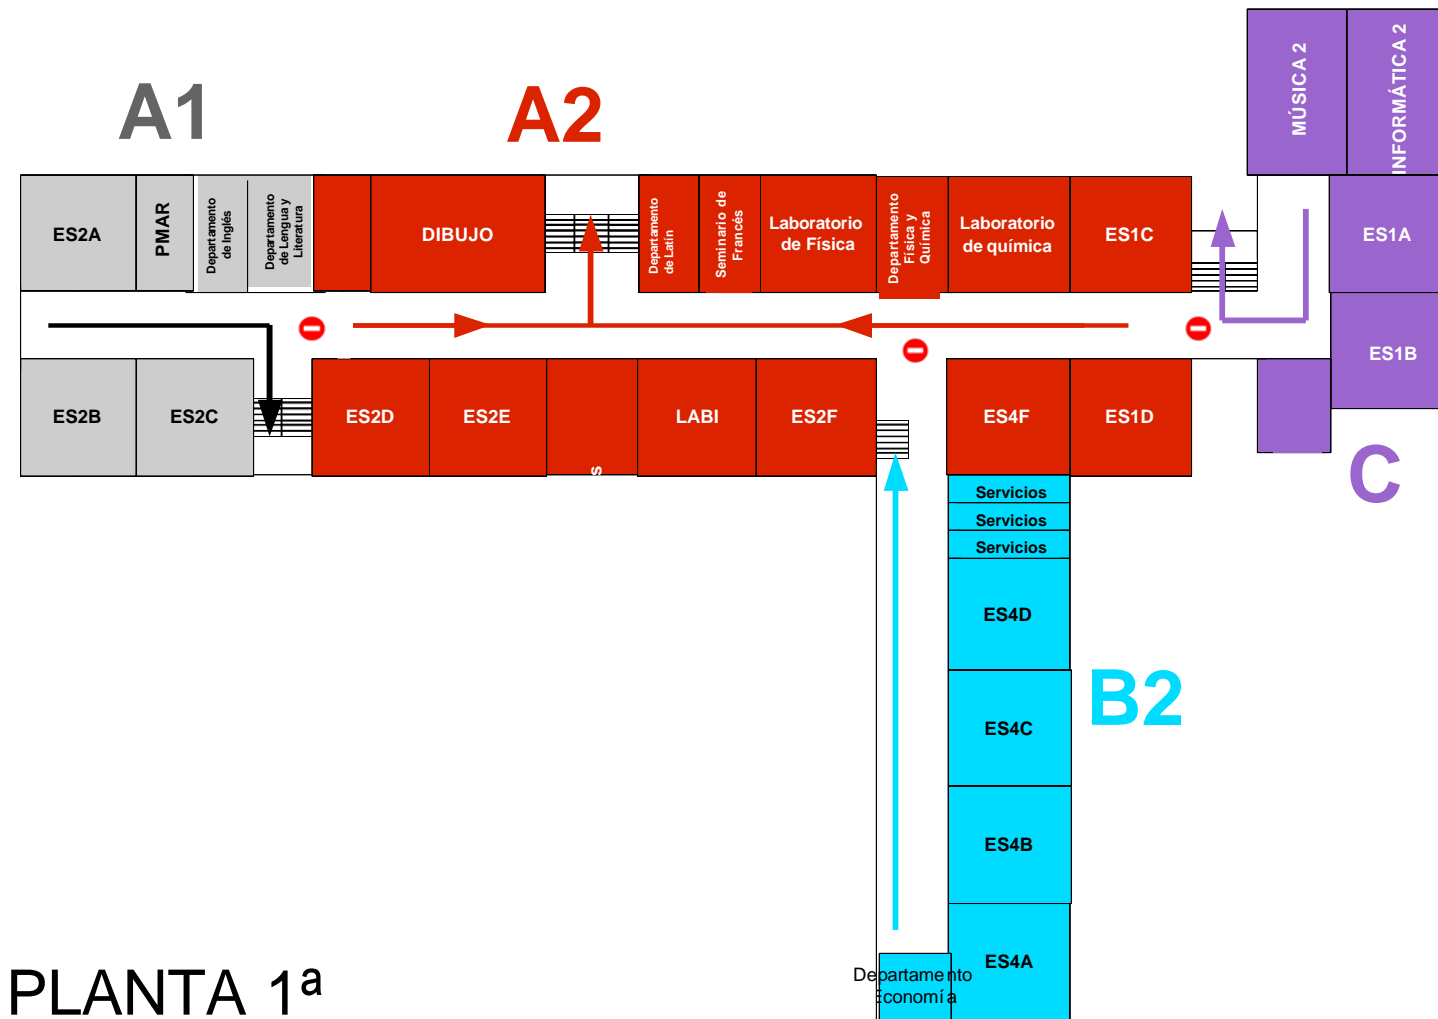 MÚSICA 2
INFORMÁTICA 2
A1
A2
ES2A
PMAR
Departamento
de Inglés
Departamento
de Lengua y
Literatura
DIBUJO
Departamento
de Latín
Seminario de
Francés
Laboratorio
de Física
Departamento
Física y
Química
Laboratorio
de química
ES1C
ES1A
ES1B
ES2B
ES2C
ES2D
ES2E
s
LABI
ES2F
ES4F
ES1D
C
Servicios
Servicios
Servicios
ES4D
B2
ES4C
ES4B
ES4A
Departamento
Economía
PLANTA 1ª